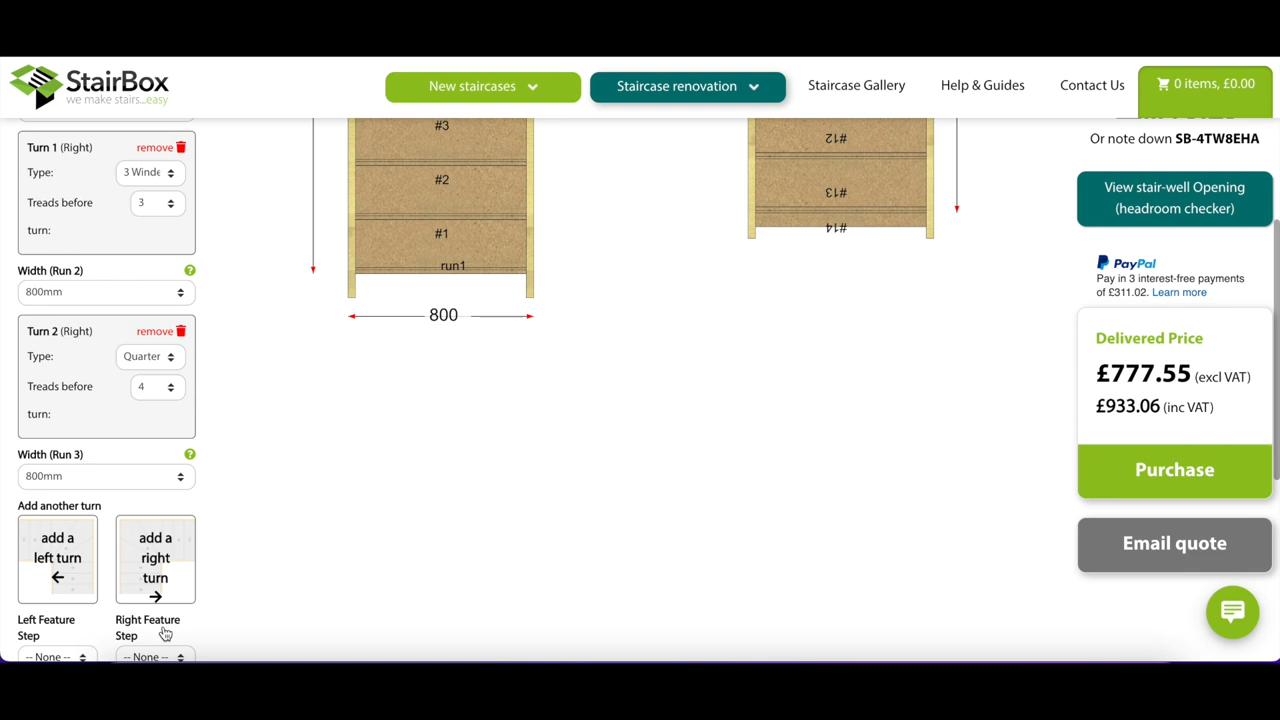 StairBox
we make stairs...easy
New staircases
Staircase renovation
Staircase Gallery
Help & Guides
Contact Us
0 items, £0.00
Turn 1 (Right)
remove
Type:
3 Winde
Treads before
3
turn:
Width (Run 2)
?
800mm
Turn 2 (Right)
remove
Type:
Quarter
Treads before
4
turn:
Width (Run 3)
?
800mm
Add another turn
add a
left turn
add a
right
turn
Left Feature
Step
Right Feature
Step
-- None --
-- None --
#3
#2
#1
run1
800
#12
#13
#14
Or note down SB-4TW8EHA
View stair-well Opening
(headroom checker)
PayPal
Pay in 3 interest-free payments
of £311.02. Learn more
Delivered Price
£777.55 (excl VAT)
£933.06 (inc VAT)
Purchase
Email quote